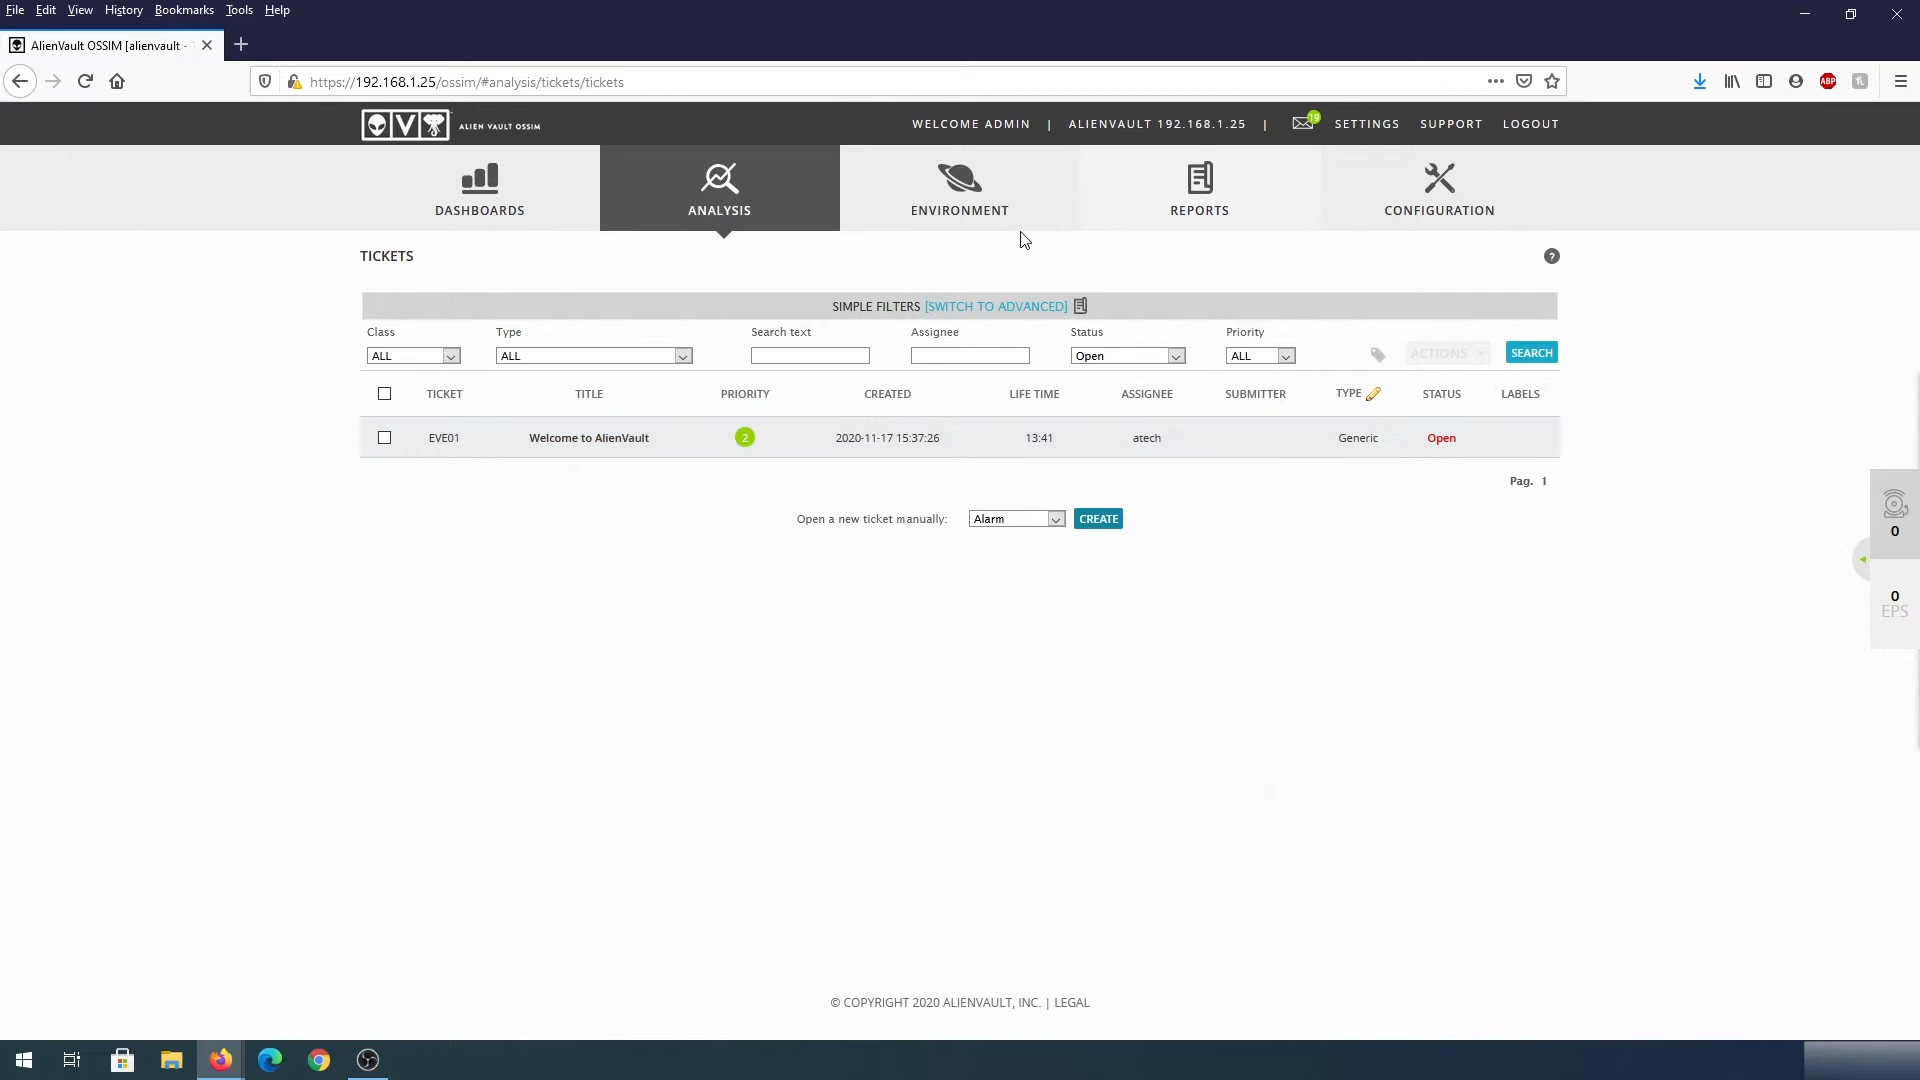 File Edit View History Bookmarks Tools Help
AlienVault OSSIM [alienvault -
https://192.168.1.25/ossim/#analysis/tickets/tickets
ABP
ALIEN VAULT OSSIM
WELCOME ADMIN | ALIENVAULT 192.168.1.25 | 19 SETTINGS SUPPORT LOGOUT
DASHBOARDS ANALYSIS ENVIRONMENT REPORTS CONFIGURATION
TICKETS
?
SIMPLE FILTERS [SWITCH TO ADVANCED]
Class Type Search text Assignee Status Priority
ALL ALL Open ALL ACTIONS SEARCH
TICKET TITLE PRIORITY CREATED LIFE TIME ASSIGNEE SUBMITTER TYPE STATUS LABELS
EVE01 Welcome to AlienVault 2 2020-11-17 15:37:26 13:41 atech Generic Open
Pag. 1
Open a new ticket manually: Alarm CREATE
0
0
EPS
© COPYRIGHT 2020 ALIENVAULT, INC. | LEGAL